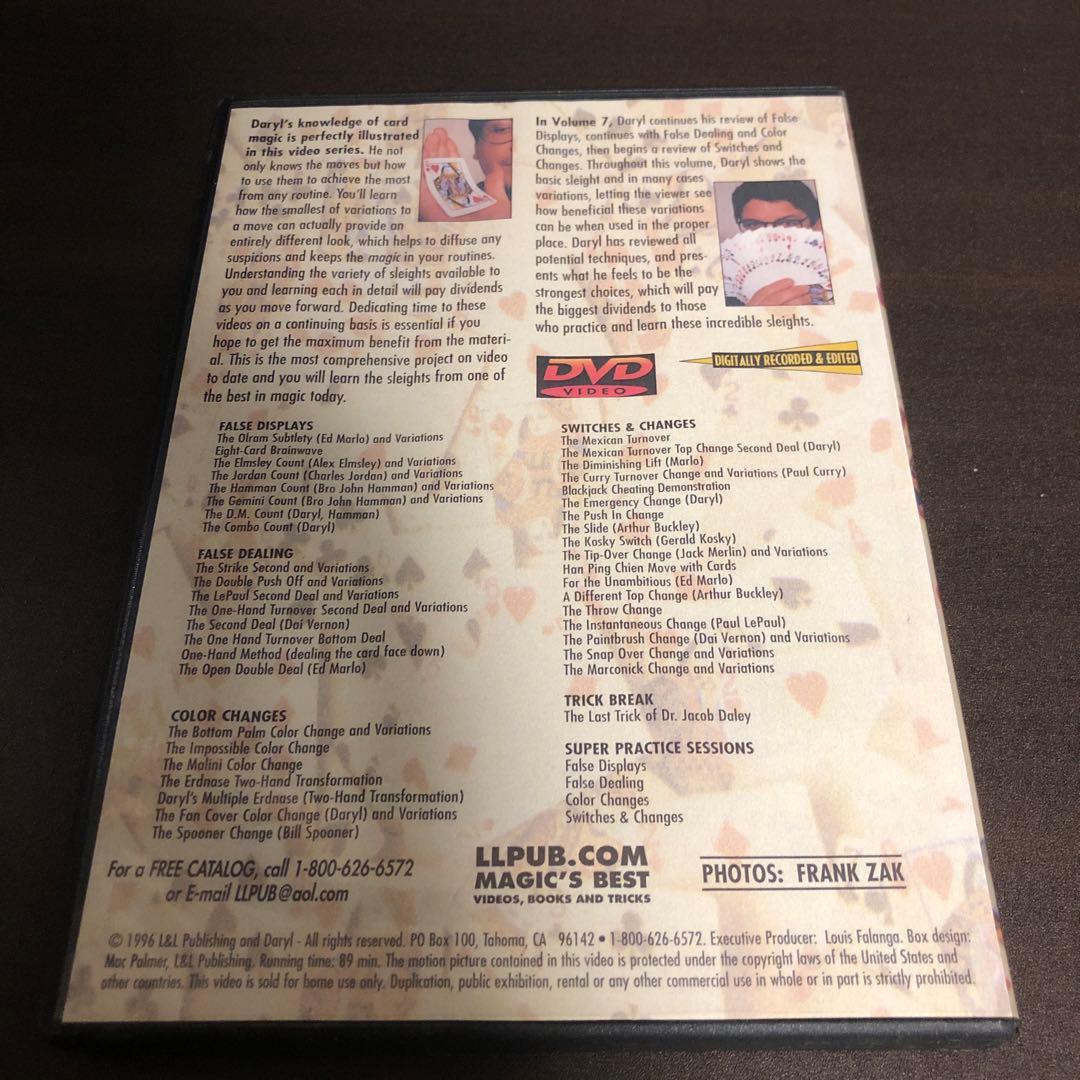 Daryl's knowledge of card
magic is perfectly illustrated
in this video series. He not
only knows the moves but how
to use them to achieve the most
from any routine. You'll learn
how the smallest of variations to
a move can actually provide an
entirely different look, which helps to diffuse any
suspicions and keeps the magic in your routines.
Understanding the variety of sleights available to
you and learning each in detail will pay dividends
as you move forward. Dedicating time to these
videos on a continuing basis is essential if you
hope to get the maximum benefit from the materi-
al. This is the most comprehensive project on video
to date and you will learn the sleights from one of
the best in magic today.
In Volume 7, Daryl continues his review of False
Displays, continues with False Dealing and Color
Changes, then begins a review of Switches and
Changes. Throughout this volume, Daryl shows the
basic sleight and in many cases
variations, letting the viewer see
how beneficial these variations
can be when used in the proper
place. Daryl has reviewed all
potential techniques, and pres-
ents what he feels to be the
strongest choices, which will pay
the biggest dividends to those
who practice and learn these incredible sleights.
DVD
VIDEO
DIGITALLY RECORDED & EDITED
FALSE DISPLAYS
The Olram Subtlety (Ed Marlo) and Variations
Eight-Card Brainwave
The Elmsley Count (Alex Elmsley) and Variations
The Jordan Count (Charles Jordan) and Variations
The Hamman Count (Bro John Hamman) and Variations
The Gemini Count (Bro John Hamman) and Variations
The D.M. Count (Daryl, Hamman)
The Combo Count (Daryl)
FALSE DEALING
The Strike Second and Variations
The Double Push Off and Variations
The LePaul Second Deal and Variations
The One-Hand Turnover Second Deal and Variations
The Second Deal (Dai Vernon)
The One Hand Turnover Bottom Deal
One-Hand Method (dealing the card face down)
The Open Double Deal (Ed Marlo)
COLOR CHANGES
The Bottom Palm Color Change and Variations
The Impossible Color Change
The Malini Color Change
The Erdnase Two-Hand Transformation
Daryl's Multiple Erdnase (Two-Hand Transformation)
The Fan Cover Color Change (Daryl) and Variations
The Spooner Change (Bill Spooner)
SWITCHES & CHANGES
The Mexican Turnover
The Mexican Turnover Top Change Second Deal (Daryl)
The Diminishing Lift (Marlo)
The Curry Turnover Change and Variations (Paul Curry)
Blackjack Cheating Demonstration
The Emergency Change (Daryl)
The Push In Change
The Slide (Arthur Buckley)
The Kosky Switch (Gerald Kosky)
The Tip-Over Change (Jack Merlin) and Variations
Han Ping Chien Move with Cards
For the Unambitious (Ed Marlo)
A Different Top Change (Arthur Buckley)
The Throw Change
The Instantaneous Change (Paul LePaul)
The Paintbrush Change (Dai Vernon) and Variations
The Snap Over Change and Variations
The Marconick Change and Variations
TRICK BREAK
The Last Trick of Dr. Jacob Daley
SUPER PRACTICE SESSIONS
False Displays
False Dealing
Color Changes
Switches & Changes
For a FREE CATALOG, call 1-800-626-6572
or E-mail LLPUB@aol.com
LLPUB.COM
MAGIC'S BEST
VIDEOS, BOOKS AND TRICKS
PHOTOS: FRANK ZAK
© 1996 L&L Publishing and Daryl - All rights reserved. PO Box 100, Tahoma, CA 96142 • 1-800-626-6572. Executive Producer: Louis Falanga. Box design:
Mac Palmer, L&L Publishing. Running time: 89 min. The motion picture contained in this video is protected under the copyright laws of the United States and
other countries. This video is sold for home use only. Duplication, public exhibition, rental or any other commercial use in whole or in part is strictly prohibited.